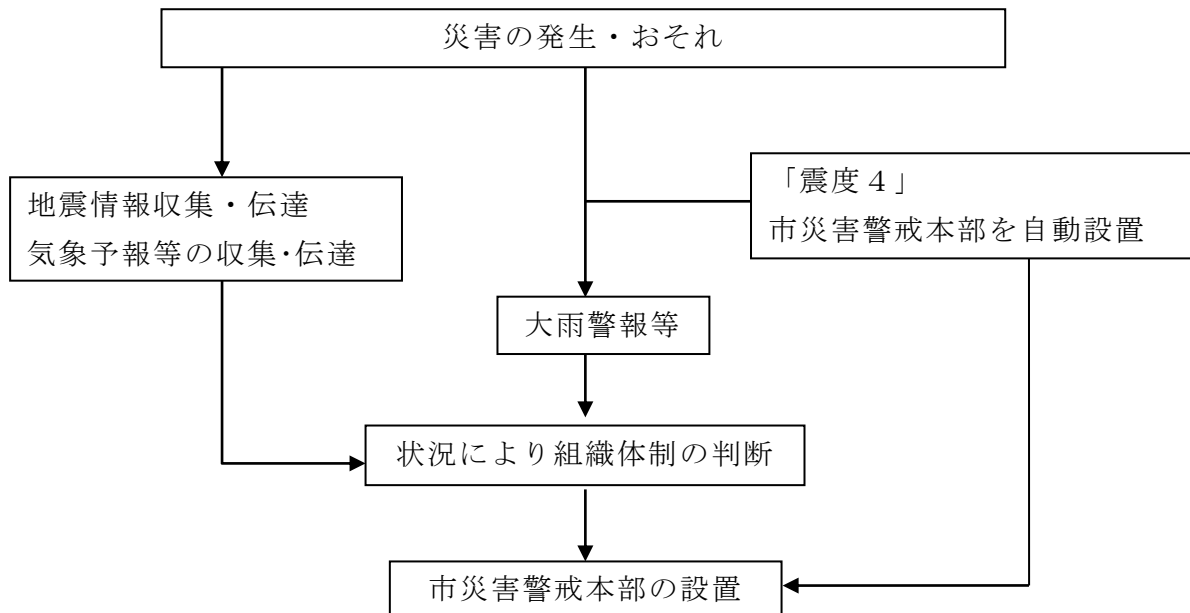 災害の発生・おそれ
地震情報収集・伝達
気象予報等の収集・伝達
「震度４」
市災害警戒本部を自動設置
大雨警報等
状況により組織体制の判断
市災害警戒本部の設置